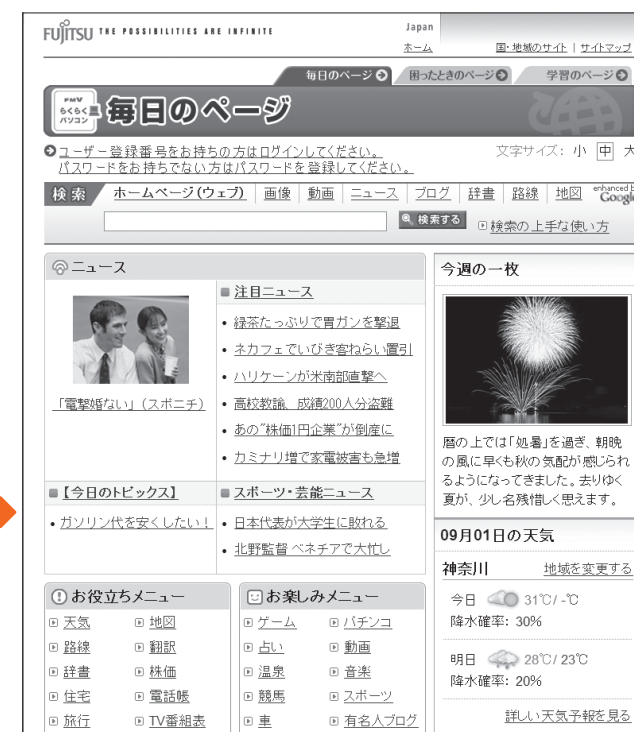 FUJITSU THE POSSIBILITIES ARE INFINITE
Japan
ホーム
国・地域のサイト | サイトマップ
毎日のページ
困ったときのページ
学習のページ
FMV
らくらく
パソコン
毎日のページ
ユーザー登録番号をお持ちの方はログインしてください。
パスワードをお持ちでない方はパスワードを登録してください。
文字サイズ: 小 中 大
検索
ホームページ(ウェブ) | 画像 | 動画 | ニュース | ブログ | 辞書 | 路線 | 地図
enhanced
Google
検索する
検索の上手な使い方
ニュース
「電撃婚ない」(スポニチ)
注目ニュース
・緑茶たっぷりで胃ガンを撃退
・ネカフェでいびき客ねらい置引
・ハリケーンが米南部直撃へ
・高校教諭、成績200人分盗難
・あの"株価1円企業"が倒産に
・カミナリ増で家電被害も急増
【今日のトピックス】
・ガソリン代を安くしたい!
スポーツ・芸能ニュース
・日本代表が大学生に敗れる
・北野監督 ベネチアで大忙し
お役立ちメニュー
天気 地図
路線 翻訳
辞書 株価
住宅 電話帳
旅行 TV番組表
お楽しみメニュー
ゲーム パチンコ
占い 動画
温泉 音楽
競馬 スポーツ
車 有名人ブログ
今週の一枚
暦の上では「処暑」を過ぎ、朝晩
の風に早くも秋の気配が感じられ
るようになってきました。去りゆく
夏が、少し名残惜しく思えます。
09月01日の天気
神奈川 地域を変更する
今日 31℃/ -℃
降水確率: 30%
明日 28℃/ 23℃
降水確率: 20%
詳しい天気予報を見る